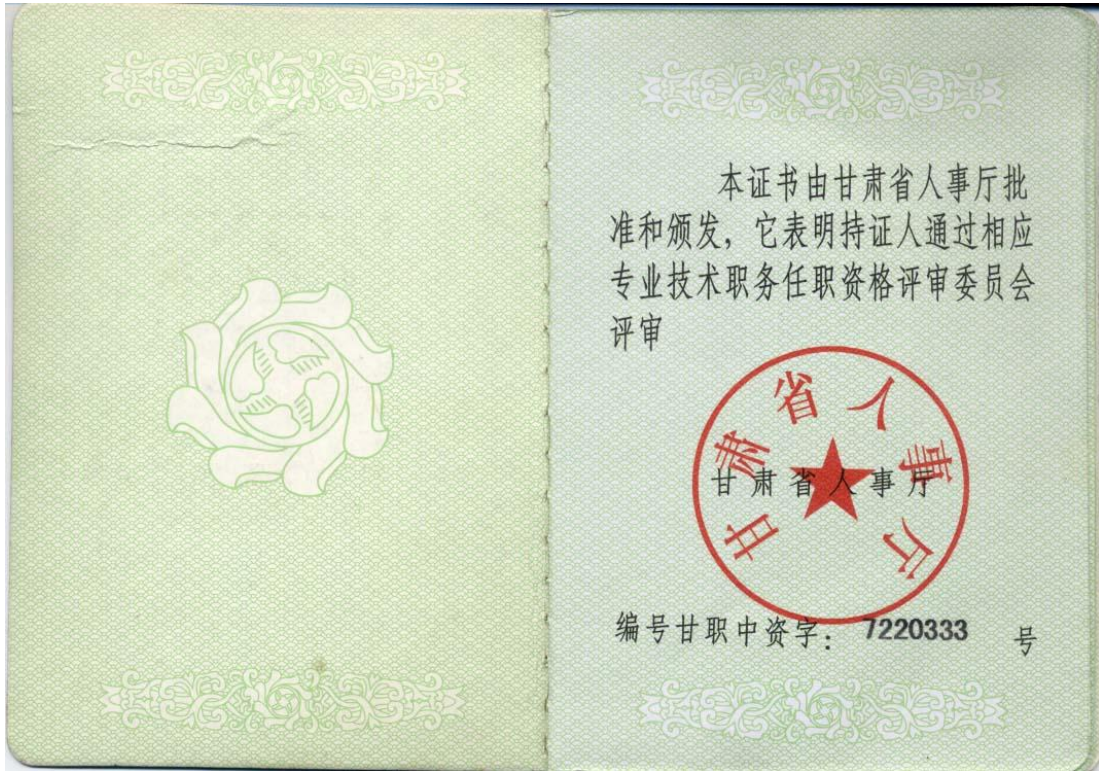 本证书由甘肃省人事厅批
准和颁发，它表明持证人通过相应
专业技术职务任职资格评审委员会
评审
甘肃省人事厅
甘肃省人事厅
编号甘职中资字：7220333 号